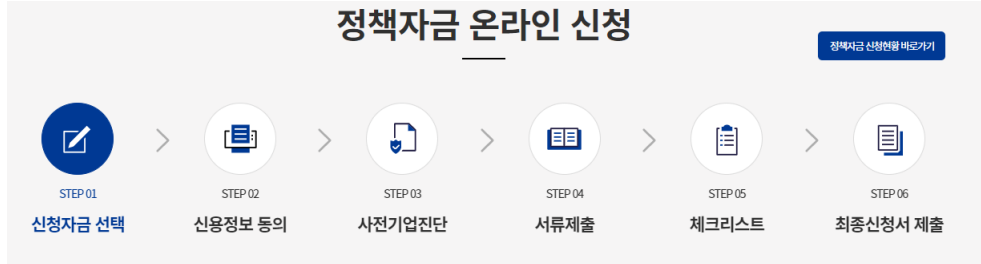 정책자금 온라인 신청
정책자금 신청현황 바로가기
STEP 01
신청자금 선택
STEP 02
신용정보 동의
STEP 03
사전기업진단
STEP 04
서류제출
STEP 05
체크리스트
STEP 06
최종신청서 제출